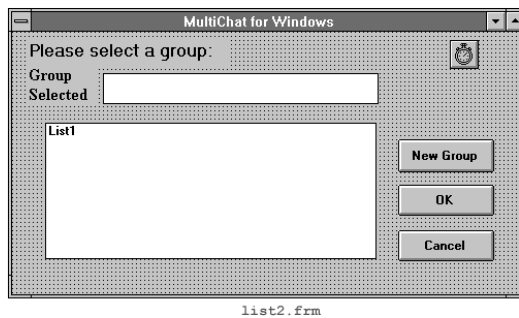 MultiChat for Windows
Please select a group:
Group
Selected
List1
New Group
OK
Cancel
list2.frm